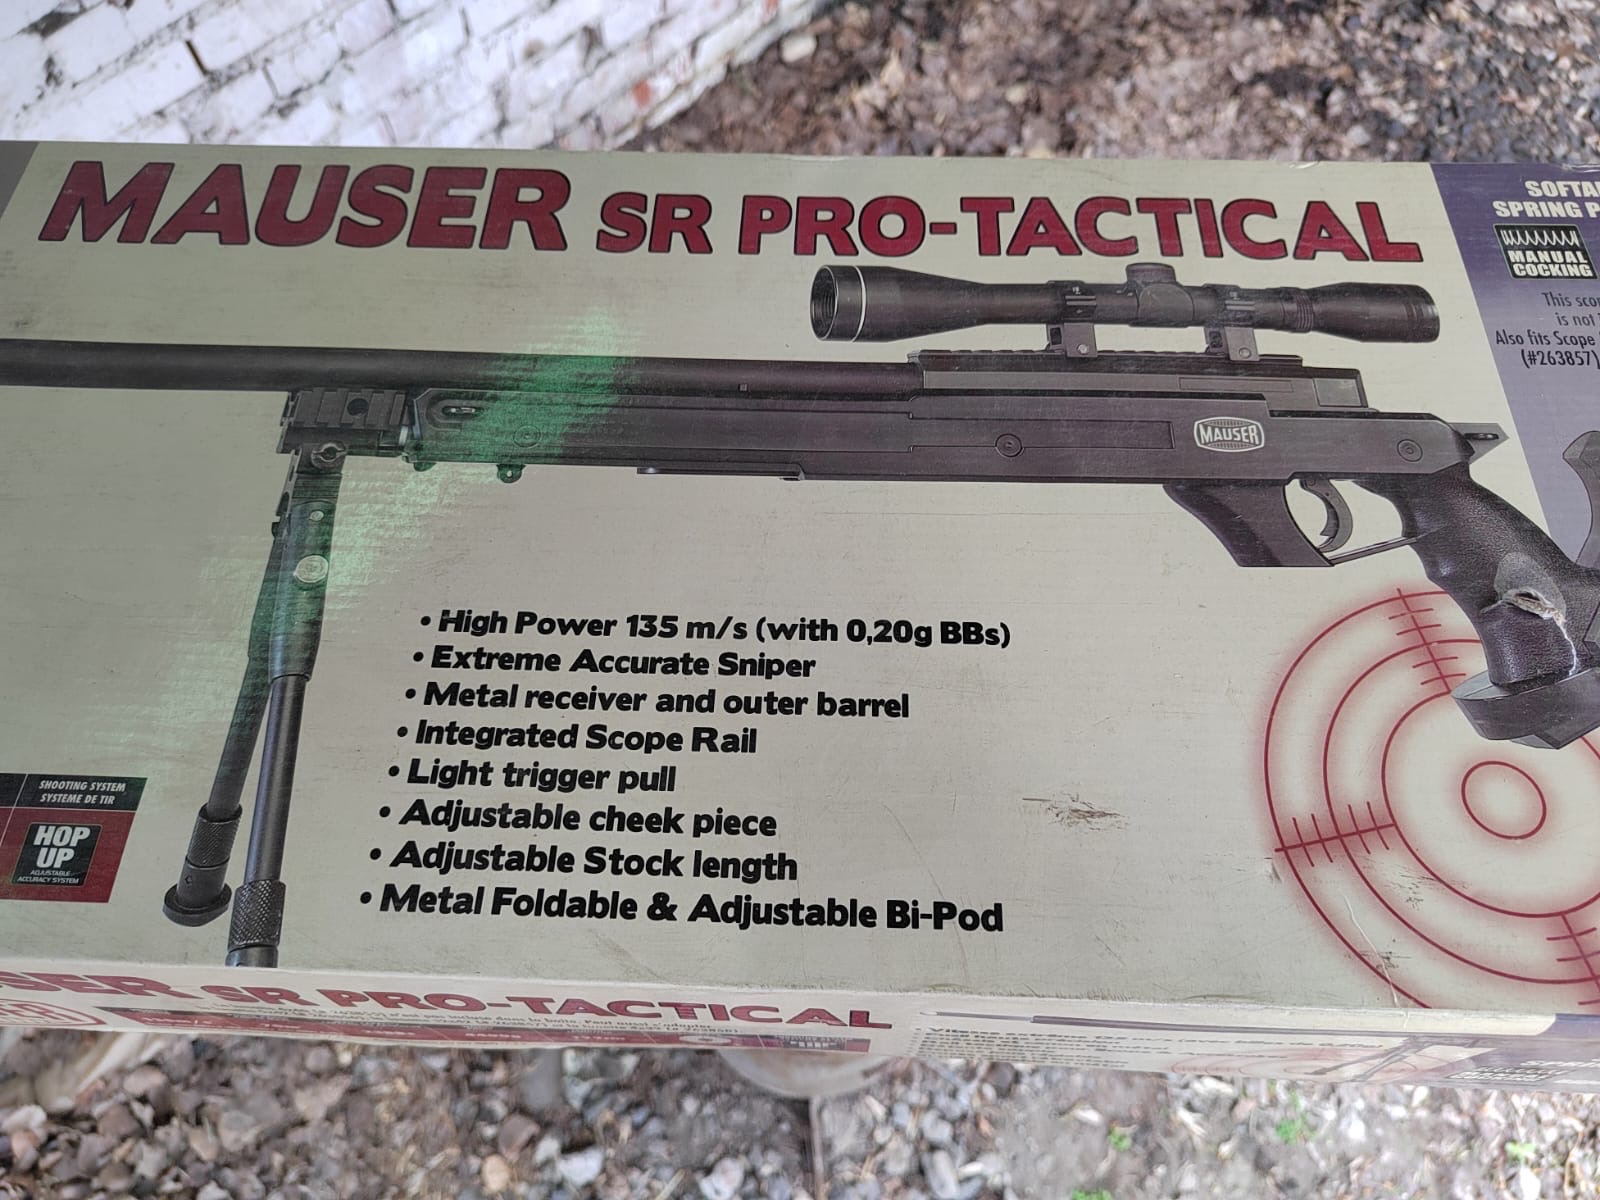 MAUSER SR PRO-TACTICAL
SPRING
MANUAL
COCKING
This
is not
Also fits Scope
(#263857)
MAUSER
• High Power 135 m/s (with 0,20g BBs)
• Extreme Accurate Sniper
• Metal receiver and outer barrel
• Integrated Scope Rail
• Light trigger pull
• Adjustable cheek piece
• Adjustable Stock length
• Metal Foldable & Adjustable Bi-Pod
SHOOTING SYSTEM
SYSTEME DE TIR
HOP
UP
ADJUSTABLE
ACCURACY SYSTEM
SR PRO-TACTICAL